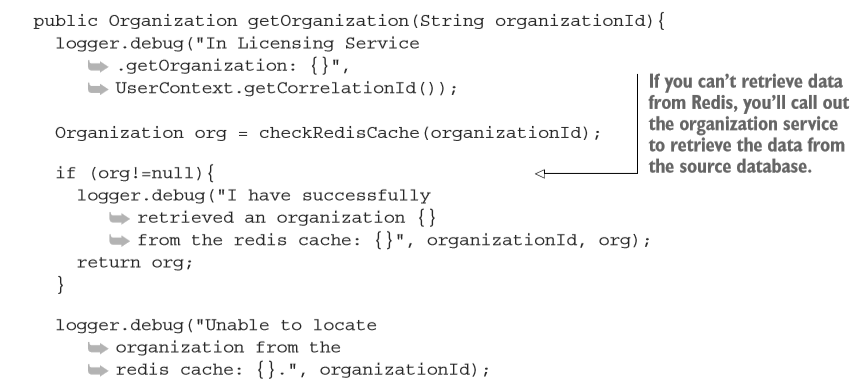 public Organization getOrganization(String organizationId){
logger.debug("In Licensing Service
➥ .getOrganization: {}",
➥ UserContext.getCorrelationId());
Organization org = checkRedisCache(organizationId);
if (org!=null){
logger.debug("I have successfully
➥ retrieved an organization {}
➥ from the redis cache: {}", organizationId, org);
return org;
}
logger.debug("Unable to locate
➥ organization from the
➥ redis cache: {}.", organizationId);
If you can’t retrieve data
from Redis, you’ll call out
the organization service
to retrieve the data from
the source database.